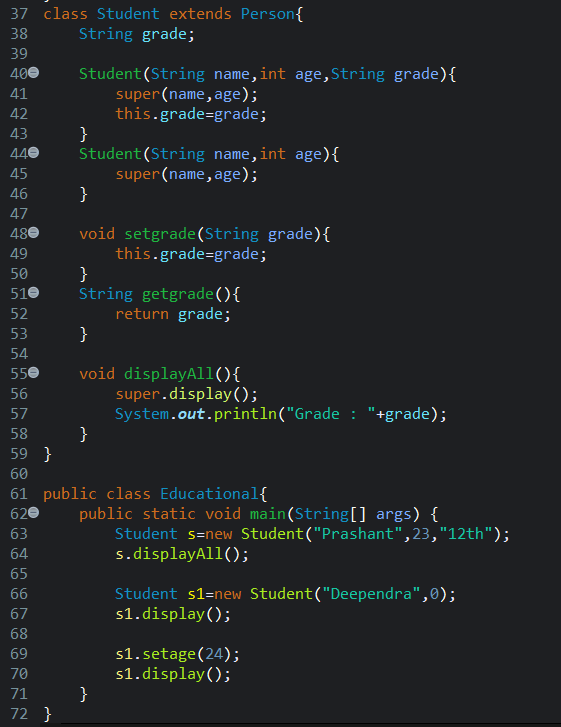 37 class Student extends Person{
38     String grade;
39
40     Student(String name,int age,String grade){
41         super(name,age);
42         this.grade=grade;
43     }
44     Student(String name,int age){
45         super(name,age);
46     }
47
48     void setgrade(String grade){
49         this.grade=grade;
50     }
51     String getgrade(){
52         return grade;
53     }
54
55     void displayAll(){
56         super.display();
57         System.out.println("Grade : "+grade);
58     }
59 }
60
61 public class Educational{
62     public static void main(String[] args) {
63         Student s=new Student("Prashant",23,"12th");
64         s.displayAll();
65
66         Student s1=new Student("Deependra",0);
67         s1.display();
68
69         s1.setage(24);
70         s1.display();
71     }
72 }